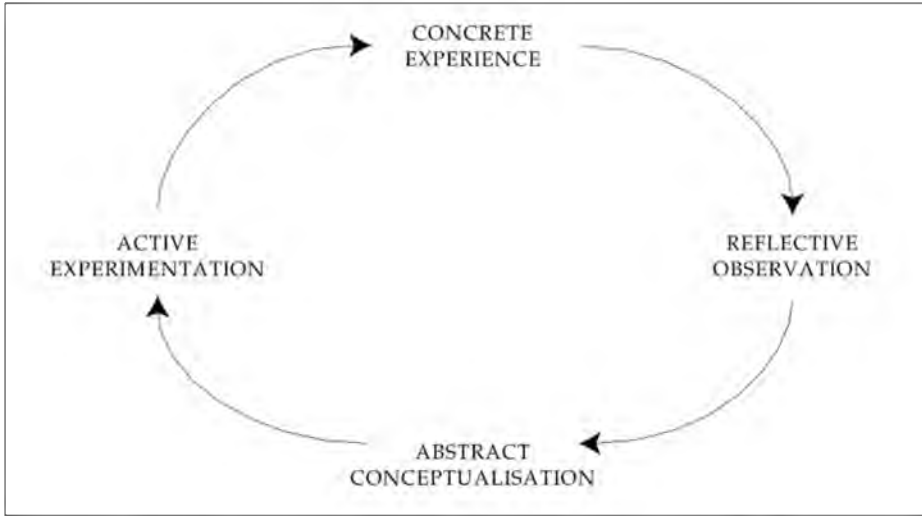 CONCRETE
EXPERIENCE
ACTIVE
EXPERIMENTATION
REFLECTIVE
OBSERVATION
ABSTRACT
CONCEPTUALISATION